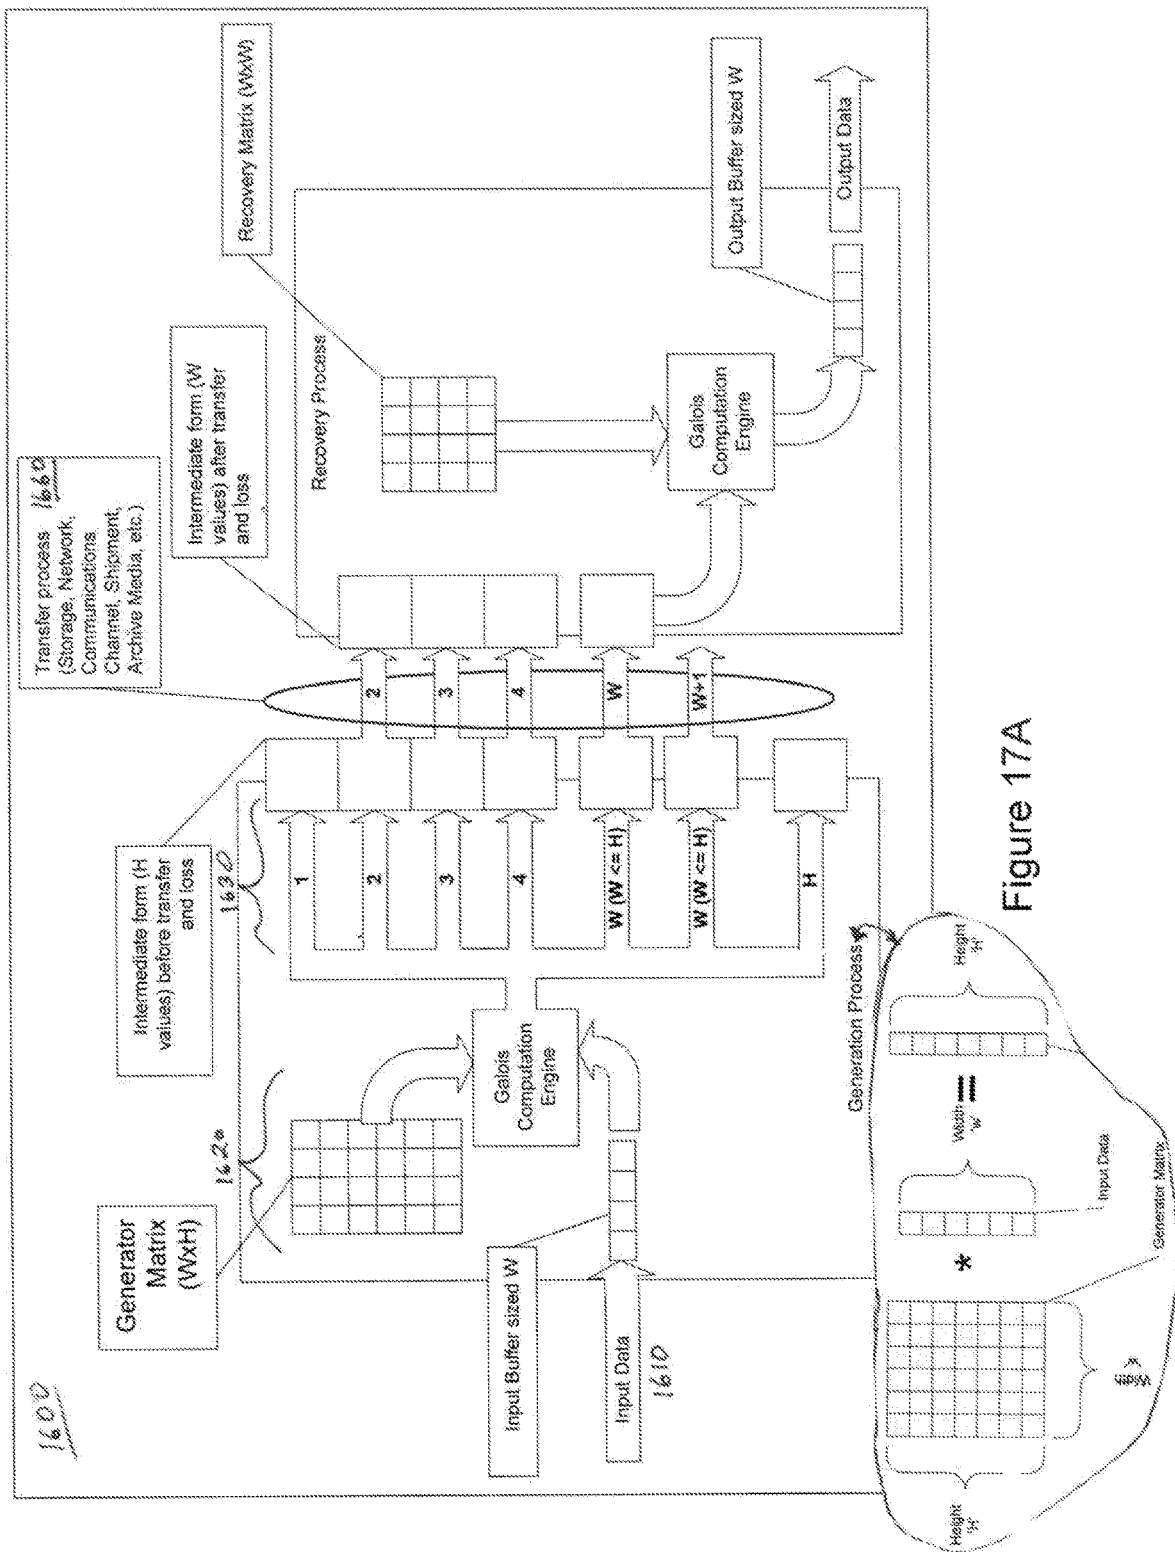 1600
Generator
Matrix
(WxH)
1620
Intermediate form (H
values) before transfer
and loss
1630
Transfer process 1660
(Storage, Network,
Communications
Channel, Shipment,
Archive Media, etc.)
Intermediate form (W
values) after transfer
and loss
Recovery Matrix (WxW)
Recovery Process
Input Buffer sized W
Input Data
1610
Galois
Computation
Engine
1
2
3
4
W (W <= H)
W (W <= H)
H
2
3
4
W
W+1
Galois
Computation
Engine
Output Buffer sized W
Output Data
Generation Process
Height
'H'
*
Width
'W'
=
Height
'H'
Input Data
Generator Matrix
Figure 17A